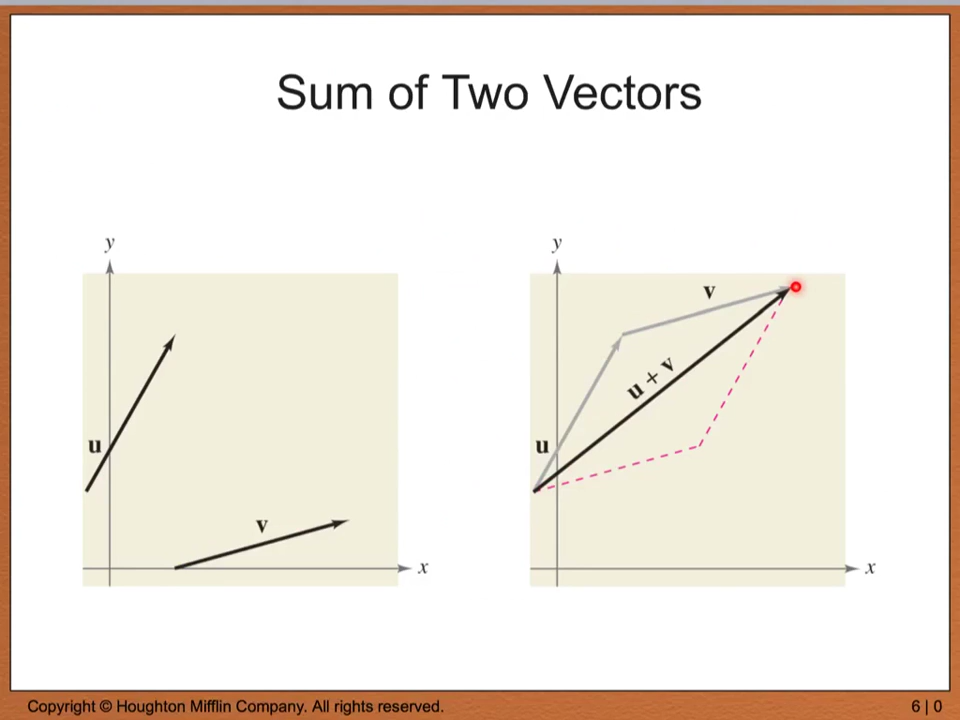 Sum of Two Vectors
y
u
v
x
y
v
u + v
u
x
Copyright © Houghton Mifflin Company. All rights reserved.
6 | 0